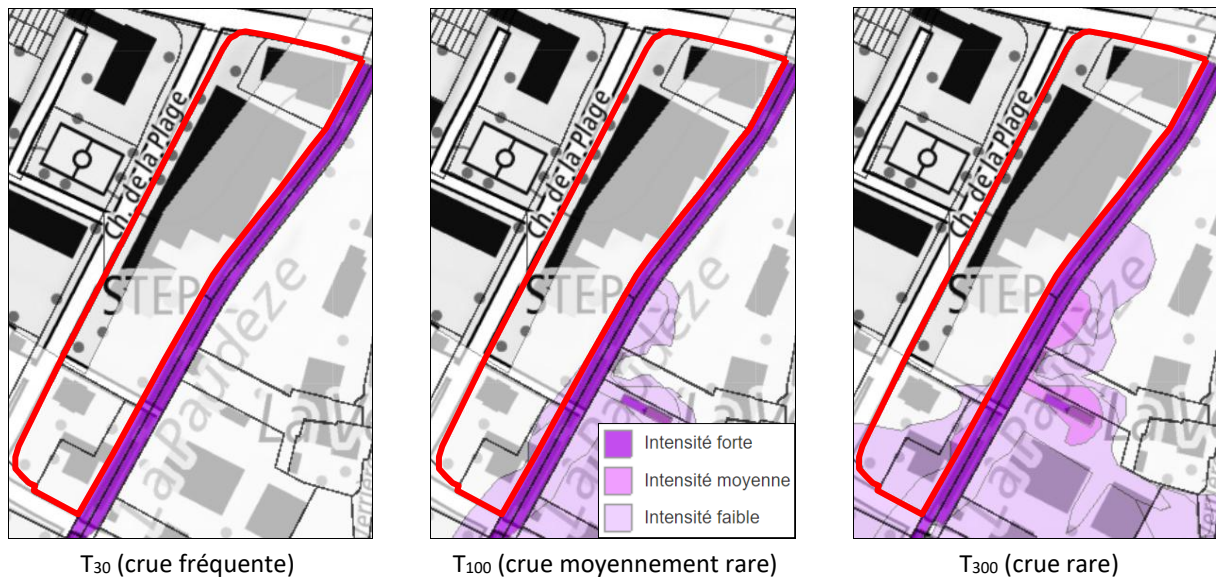 Ch. de la Plage
STEP
La Paudèze
Ch. de la Plage
STEP
La Paudèze
Intensité forte
Intensité moyenne
Intensité faible
Ch. de la Plage
STEP
La Paudèze
T30 (crue fréquente)
T100 (crue moyennement rare)
T300 (crue rare)